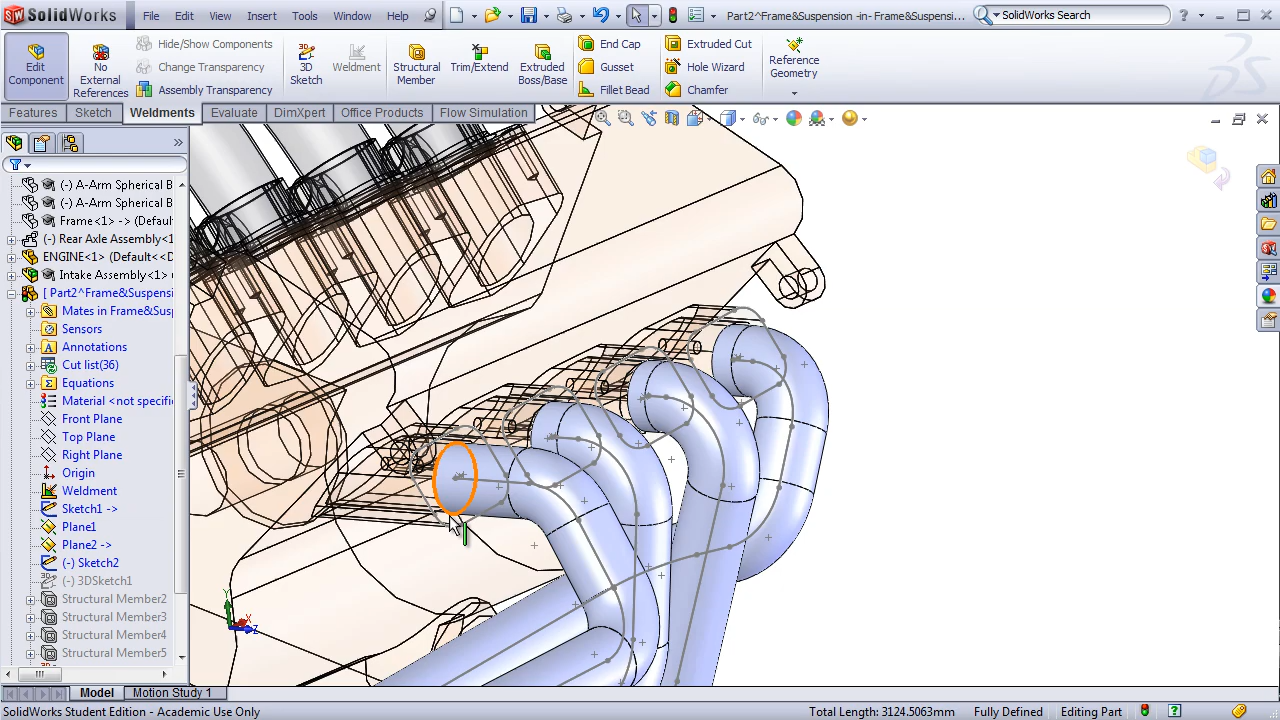 SolidWorks File Edit View Insert Tools Window Help Part2^Frame&Suspension -in- Frame&Suspensi... SolidWorks Search
Edit Component
No External References
Hide/Show Components
Change Transparency
Assembly Transparency
3D Sketch
Weldment
Structural Member
Trim/Extend
Extruded Boss/Base
End Cap
Gusset
Fillet Bead
Extruded Cut
Hole Wizard
Chamfer
Reference Geometry
Features Sketch Weldments Evaluate DimXpert Office Products Flow Simulation
(-) A-Arm Spherical B
(-) A-Arm Spherical B
Frame<1> -> (Defaul
(-) Rear Axle Assembly<1
ENGINE<1> (Default<<D
Intake Assembly<1>
[ Part2^Frame&Suspensi
Mates in Frame&Sus
Sensors
Annotations
Cut list(36)
Equations
Material <not specifi
Front Plane
Top Plane
Right Plane
Origin
Weldment
Sketch1 ->
Plane1
Plane2 ->
(-) Sketch2
(-) 3DSketch1
Structural Member2
Structural Member3
Structural Member4
Structural Member5
Y
X
Z
Model Motion Study 1
SolidWorks Student Edition - Academic Use Only Total Length: 3124.5063mm Fully Defined Editing Part